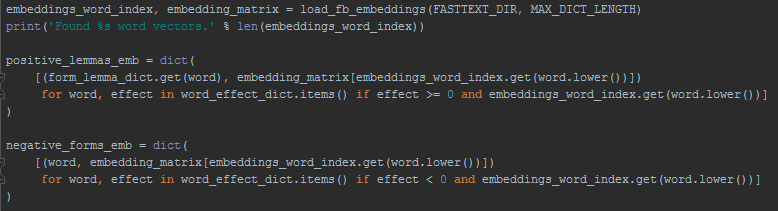 embeddings_word_index, embedding_matrix = load_fb_embeddings(FASTTEXT_DIR, MAX_DICT_LENGTH)
print('Found %s word vectors.' % len(embeddings_word_index))

positive_lemmas_emb = dict(
    [(form_lemma_dict.get(word), embedding_matrix[embeddings_word_index.get(word.lower())])
     for word, effect in word_effect_dict.items() if effect >= 0 and embeddings_word_index.get(word.lower())]
)

negative_forms_emb = dict(
    [(word, embedding_matrix[embeddings_word_index.get(word.lower())])
     for word, effect in word_effect_dict.items() if effect < 0 and embeddings_word_index.get(word.lower())]
)